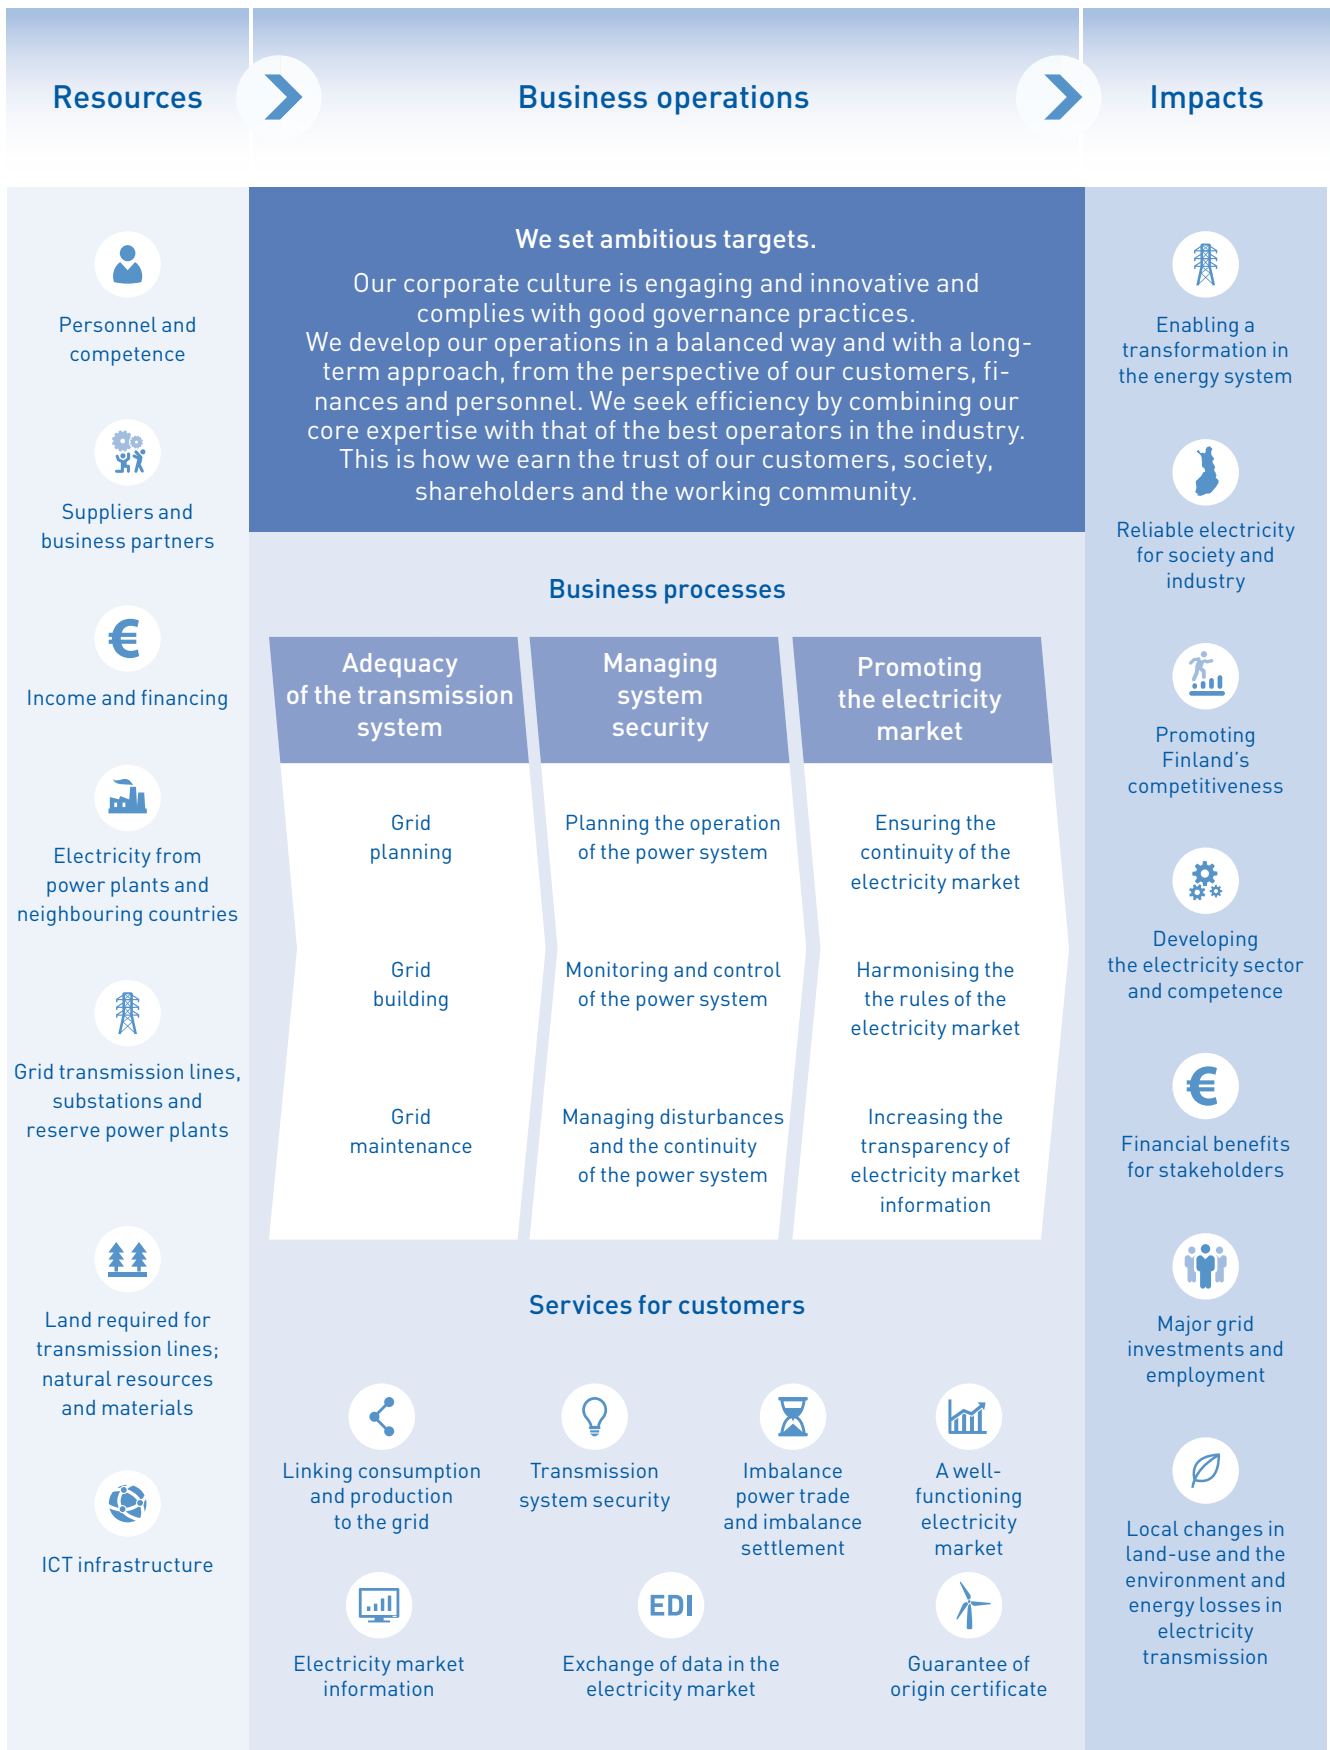 Resources
Business operations
Impacts
Personnel and
competence
Suppliers and
business partners
Income and financing
Electricity from
power plants and
neighbouring countries
Grid transmission lines,
substations and
reserve power plants
Land required for
transmission lines;
natural resources
and materials
ICT infrastructure
We set ambitious targets.
Our corporate culture is engaging and innovative and
complies with good governance practices.
We develop our operations in a balanced way and with a long-
term approach, from the perspective of our customers, fi-
nances and personnel. We seek efficiency by combining our
core expertise with that of the best operators in the industry.
This is how we earn the trust of our customers, society,
shareholders and the working community.
Business processes
Adequacy
of the transmission
system
Grid
planning
Grid
building
Grid
maintenance
Managing
system
security
Planning the operation
of the power system
Monitoring and control
of the power system
Managing disturbances
and the continuity
of the power system
Promoting
the electricity
market
Ensuring the
continuity of the
electricity market
Harmonising the
the rules of the
electricity market
Increasing the
transparency of
electricity market
information
Services for customers
Linking consumption
and production
to the grid
Transmission
system security
Imbalance
power trade
and imbalance
settlement
A well-
functioning
electricity
market
Electricity market
information
EDI
Exchange of data in the
electricity market
Guarantee of
origin certificate
Enabling a
transformation in
the energy system
Reliable electricity
for society and
industry
Promoting
Finland's
competitiveness
Developing
the electricity sector
and competence
Financial benefits
for stakeholders
Major grid
investments and
employment
Local changes in
land-use and the
environment and
energy losses in
electricity
transmission